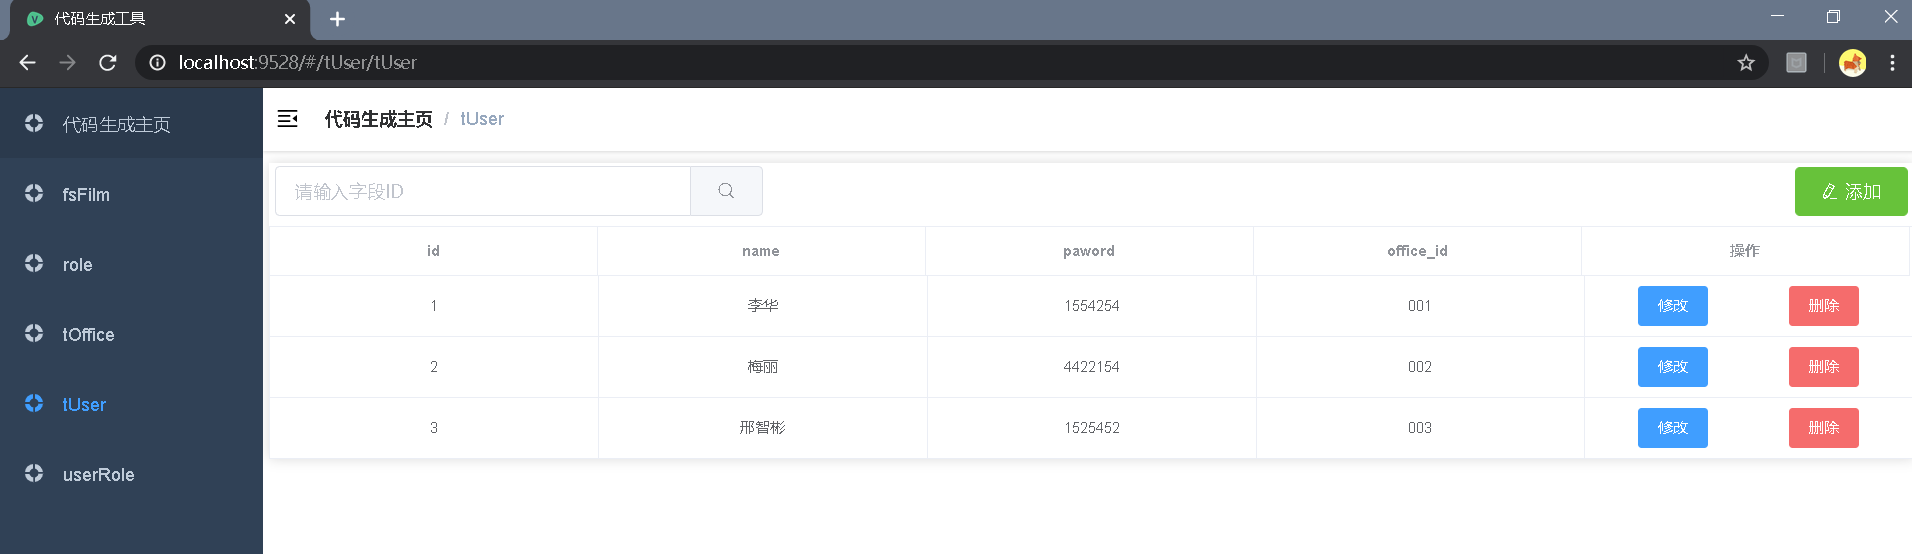 代码生成工具
localhost:9528/#/tUser/tUser
代码生成主页
fsFilm
role
tOffice
tUser
userRole
代码生成主页 / tUser
请输入字段ID
添加
id name paword office_id 操作
1 李华 1554254 001 修改 删除
2 梅丽 4422154 002 修改 删除
3 邢智彬 1525452 003 修改 删除